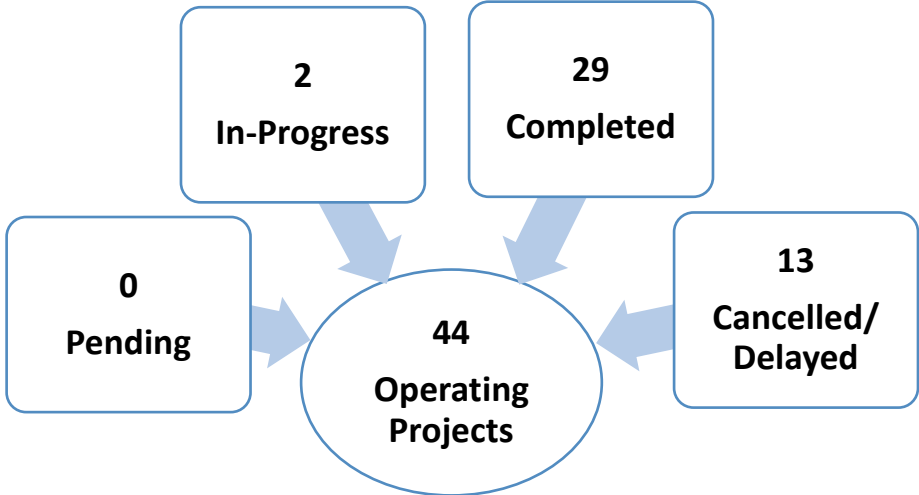 2
In-Progress
29
Completed
0
Pending
13
Cancelled/
Delayed
44
Operating
Projects